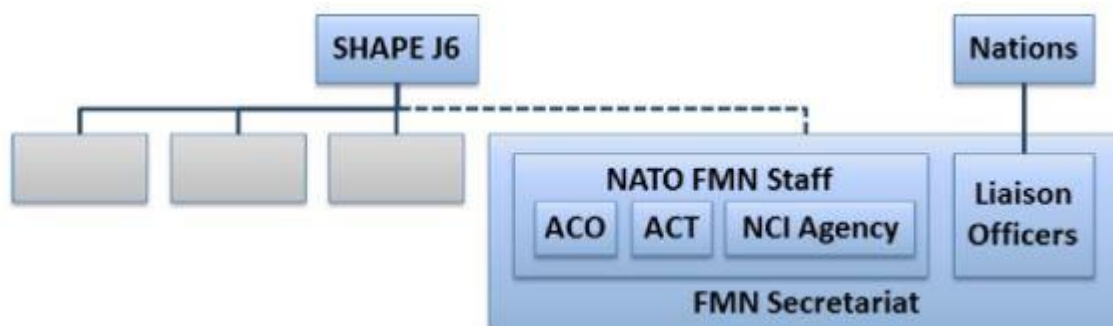 SHAPE J6
Nations
NATO FMN Staff
ACO
ACT
NCI Agency
Liaison
Officers
FMN Secretariat